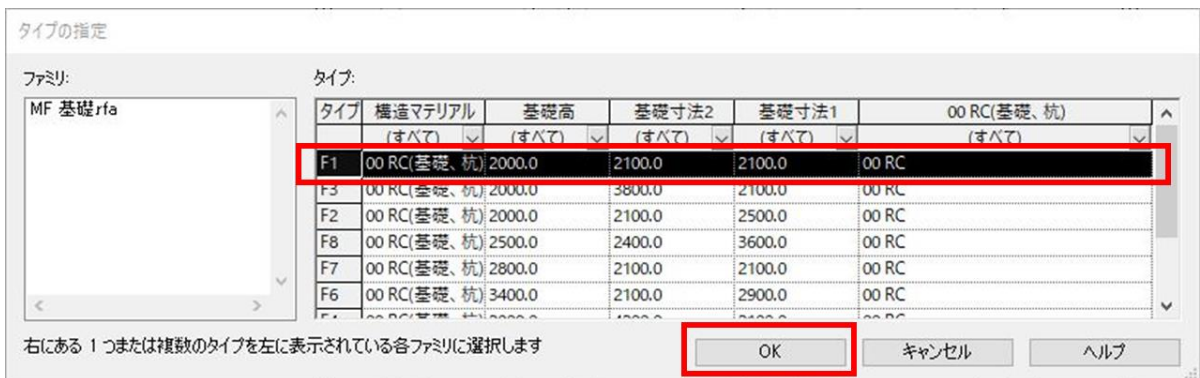 タイプの指定
ファミリ:
タイプ:
MF 基礎.rfa
タイプ 構造マテリアル 基礎高 基礎寸法2 基礎寸法1 00 RC(基礎、杭)
(すべて) (すべて) (すべて) (すべて) (すべて)
F1 00 RC(基礎、杭) 2000.0 2100.0 2100.0 00 RC
F3 00 RC(基礎、杭) 2000.0 3800.0 2100.0 00 RC
F2 00 RC(基礎、杭) 2000.0 2100.0 2500.0 00 RC
F8 00 RC(基礎、杭) 2500.0 2400.0 3600.0 00 RC
F7 00 RC(基礎、杭) 2800.0 2100.0 2100.0 00 RC
F6 00 RC(基礎、杭) 3400.0 2100.0 2900.0 00 RC
右にある 1 つまたは複数のタイプを左に表示されている各ファミリに選択します
OK キャンセル ヘルプ